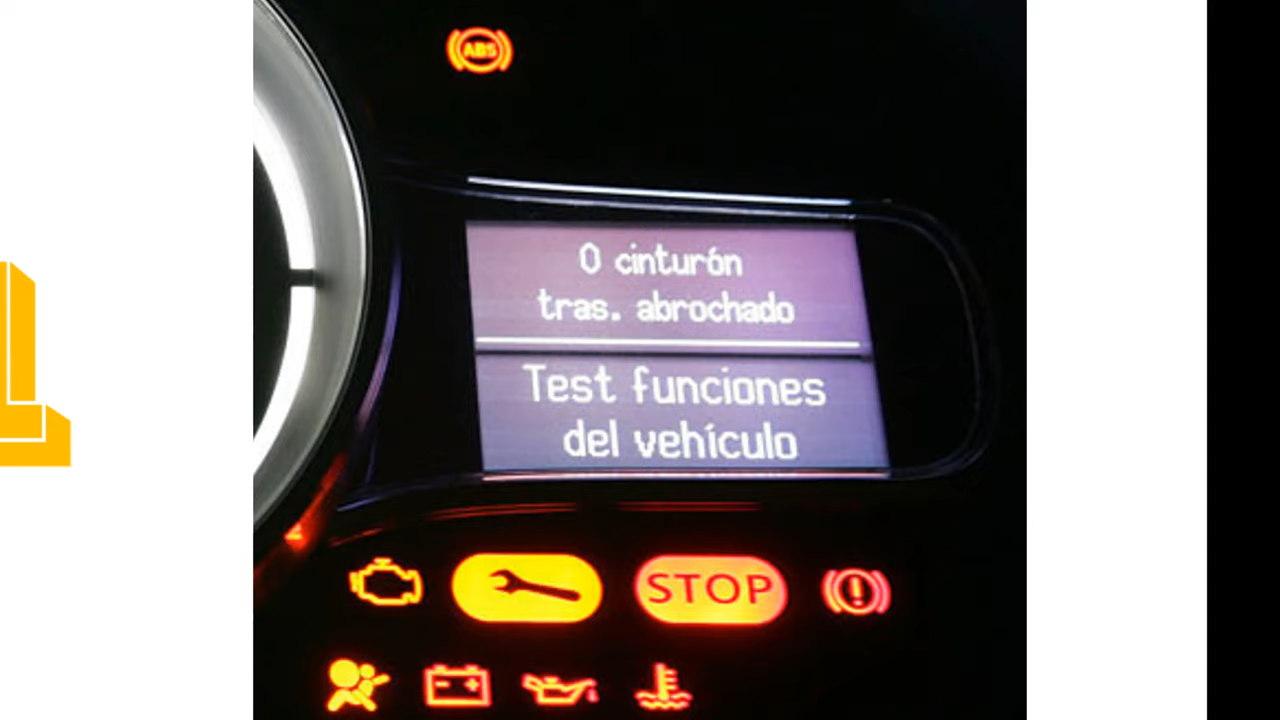 ABS
0 cinturón
tras. abrochado
Test funciones
del vehículo
STOP